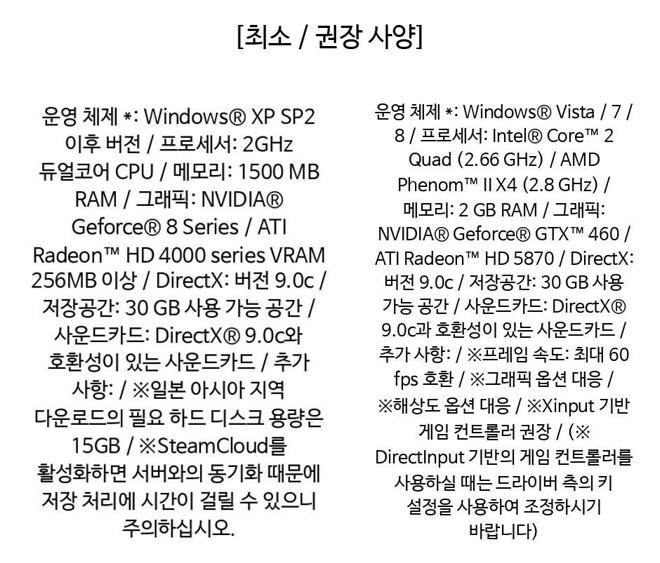 [최소 / 권장 사양]
운영 체제 *: Windows® XP SP2
이후 버전 / 프로세서: 2GHz
듀얼코어 CPU / 메모리: 1500 MB
RAM / 그래픽: NVIDIA®
Geforce® 8 Series / ATI
Radeon™ HD 4000 series VRAM
256MB 이상 / DirectX: 버전 9.0c /
저장공간: 30 GB 사용 가능 공간 /
사운드카드: DirectX® 9.0c와
호환성이 있는 사운드카드 / 추가
사항: / ※일본 아시아 지역
다운로드의 필요 하드 디스크 용량은
15GB / ※SteamCloud를
활성화하면 서버와의 동기화 때문에
저장 처리에 시간이 걸릴 수 있으니
주의하십시오.
운영 체제 *: Windows® Vista / 7 /
8 / 프로세서: Intel® Core™ 2
Quad (2.66 GHz) / AMD
Phenom™ II X4 (2.8 GHz) /
메모리: 2 GB RAM / 그래픽:
NVIDIA® Geforce® GTX™ 460 /
ATI Radeon™ HD 5870 / DirectX:
버전 9.0c / 저장공간: 30 GB 사용
가능 공간 / 사운드카드: DirectX®
9.0c과 호환성이 있는 사운드카드 /
추가 사항: / ※프레임 속도: 최대 60
fps 호환 / ※그래픽 옵션 대응 /
※해상도 옵션 대응 / ※Xinput 기반
게임 컨트롤러 권장 / (※
DirectInput 기반의 게임 컨트롤러를
사용하실 때는 드라이버 측의 키
설정을 사용하여 조정하시기
바랍니다)